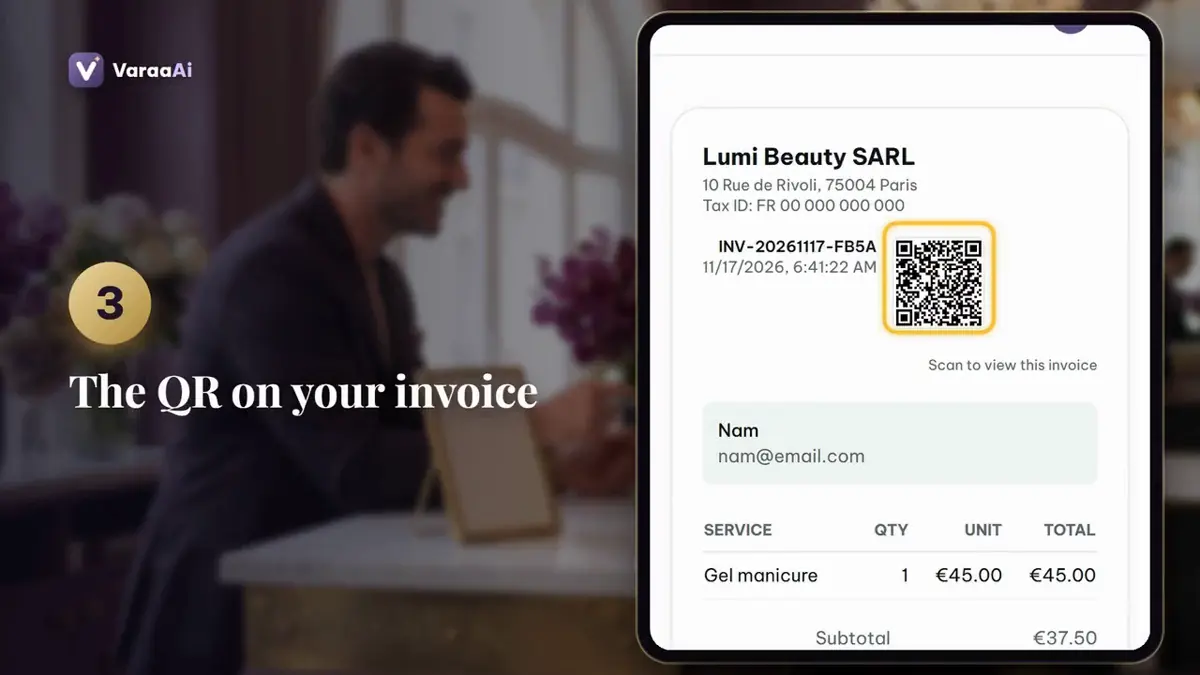 VaraaAi
3
The QR on your invoice
Lumi Beauty SARL
10 Rue de Rivoli, 75004 Paris
Tax ID: FR 00 000 000 000
INV-20261117-FB5A
11/17/2026, 6:41:22 AM
Scan to view this invoice
Nam
nam@email.com
SERVICE QTY UNIT TOTAL
Gel manicure 1 €45.00 €45.00
Subtotal €37.50